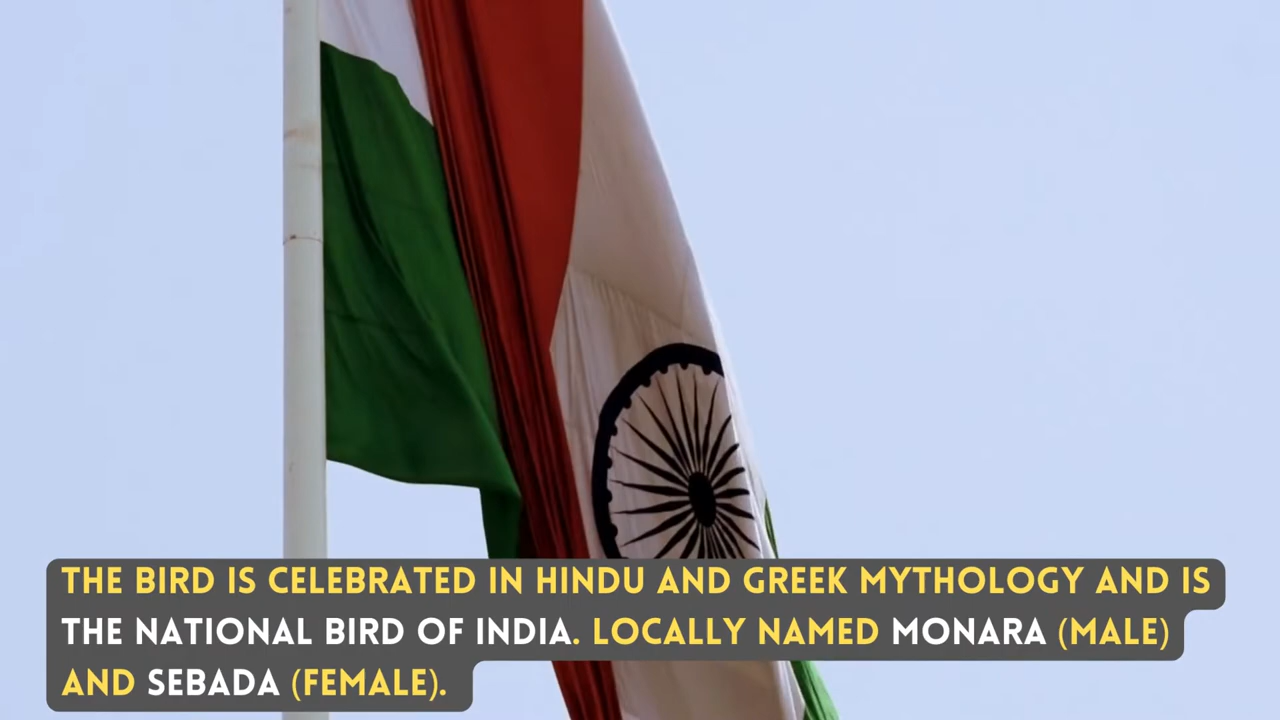 THE BIRD IS CELEBRATED IN HINDU AND GREEK MYTHOLOGY AND IS
THE NATIONAL BIRD OF INDIA. LOCALLY NAMED MONARA (MALE)
AND SEBADA (FEMALE).